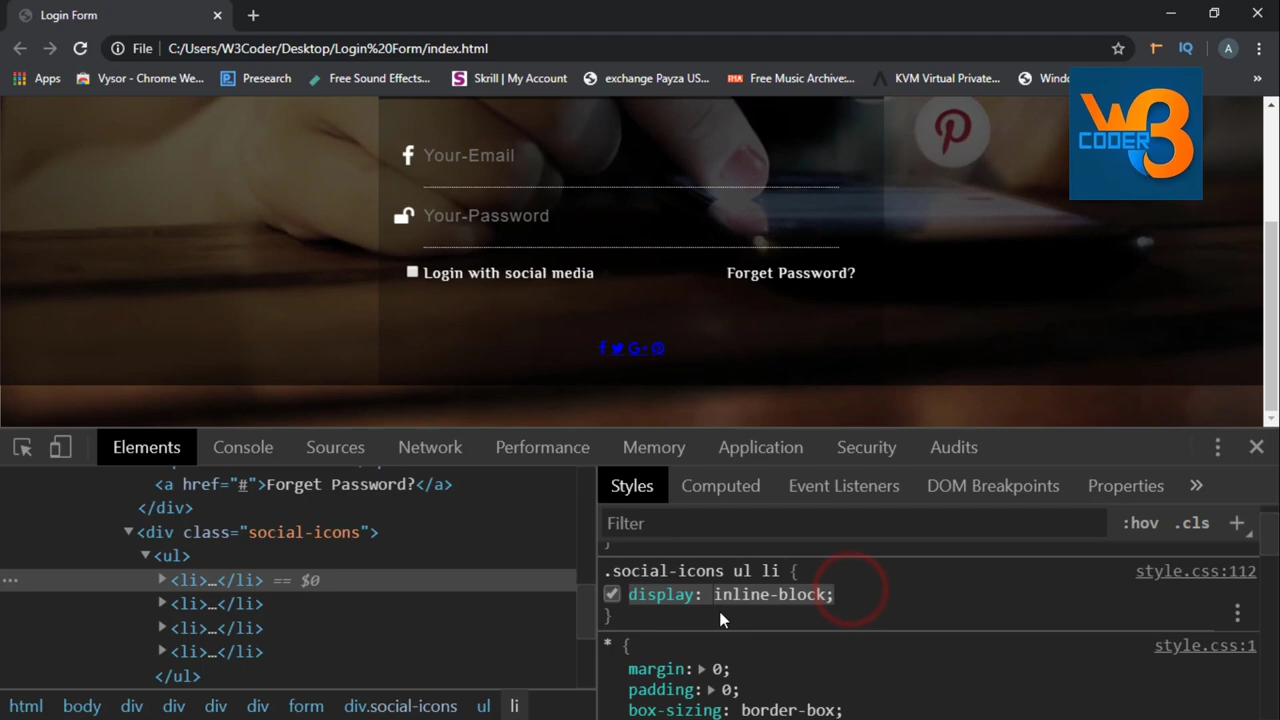 Login Form
File C:/Users/W3Coder/Desktop/Login%20Form/index.html
IQ A
Apps Vysor - Chrome We... Presearch Free Sound Effects... Skrill | My Account exchange Payza US... Free Music Archive:... KVM Virtual Private... Windo
W3
CODER
Your-Email
Your-Password
Login with social media Forget Password?
Elements Console Sources Network Performance Memory Application Security Audits
<a href="#">Forget Password?</a>
</div>
<div class="social-icons">
<ul>
<li>…</li> == $0
<li>…</li>
<li>…</li>
<li>…</li>
</ul>
html body div div div div form div.social-icons ul li
Styles Computed Event Listeners DOM Breakpoints Properties »
Filter :hov .cls +
}
.social-icons ul li { style.css:112
display: inline-block;
}
* { style.css:1
margin: 0;
padding: 0;
box-sizing: border-box;